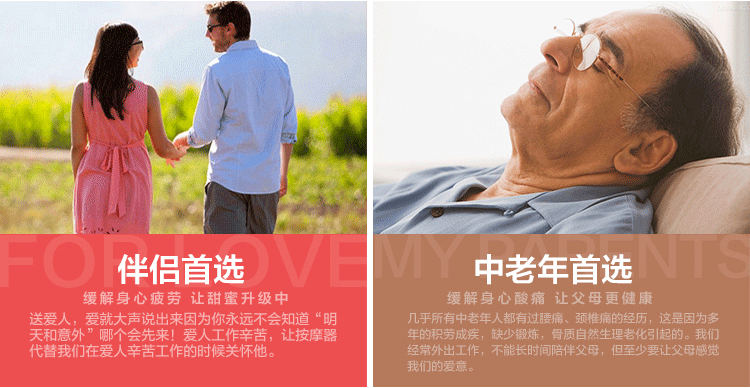 FOR LOVE
伴侣首选
缓解身心疲劳 让甜蜜升级中
送爱人，爱就大声说出来因为你永远不会知道“明
天和意外”哪个会先来！爱人工作辛苦，让按摩器
代替我们在爱人辛苦工作的时候关怀他。
MY PARENTS
中老年首选
缓解身心酸痛 让父母更健康
几乎所有中老年人都有过腰痛、颈椎痛的经历，这是因为多
年的积劳成疾，缺少锻炼，骨质自然生理老化引起的。我们
经常外出工作，不能长时间陪伴父母，但至少要让父母感觉
我们的爱意。